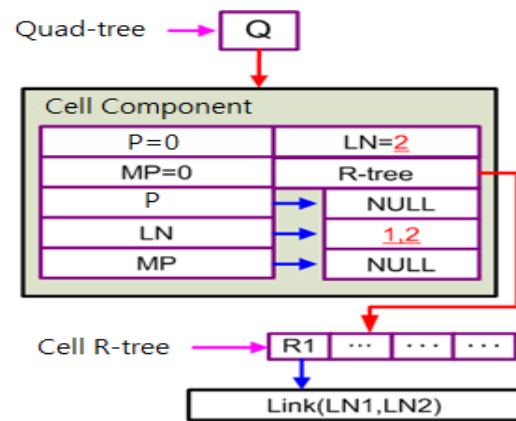 Quad-tree Q
Cell Component
P=0 LN=2
MP=0 R-tree
P NULL
LN 1,2
MP NULL
Cell R-tree R1 ... ... ...
Link(LN1,LN2)